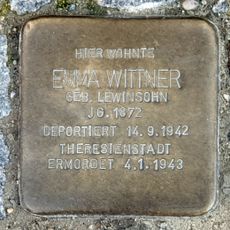 HIER WOHNTE
EMMA WITTNER
GEB. LEWINSOHN
JG. 1872
DEPORTIERT 14.9.1942
THERESIENSTADT
ERMORDET 4.1.1943